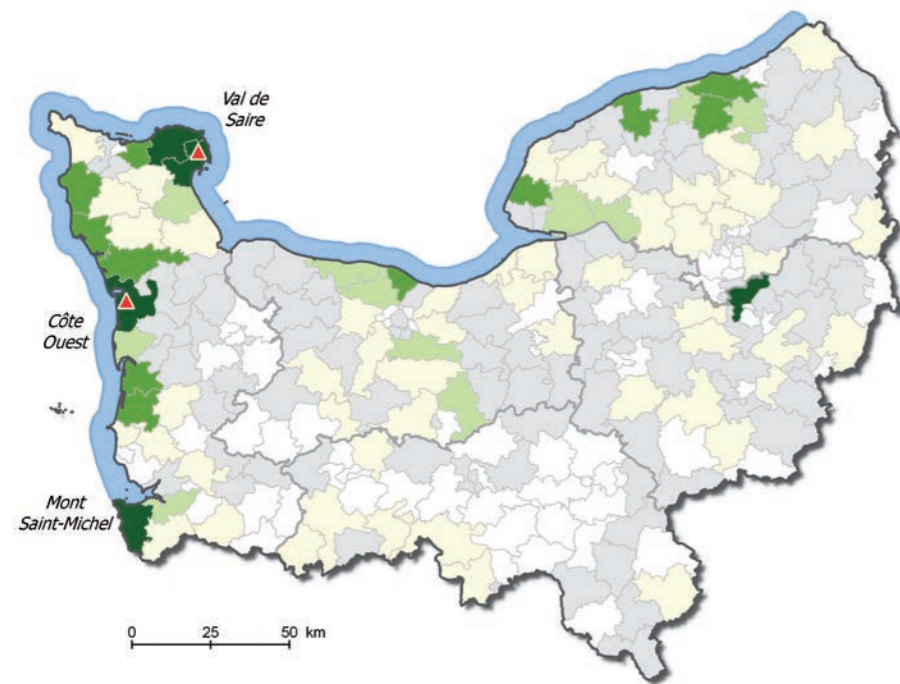 Val de
Saire
Côte
Ouest
Mont
Saint-Michel
0 25 50 km